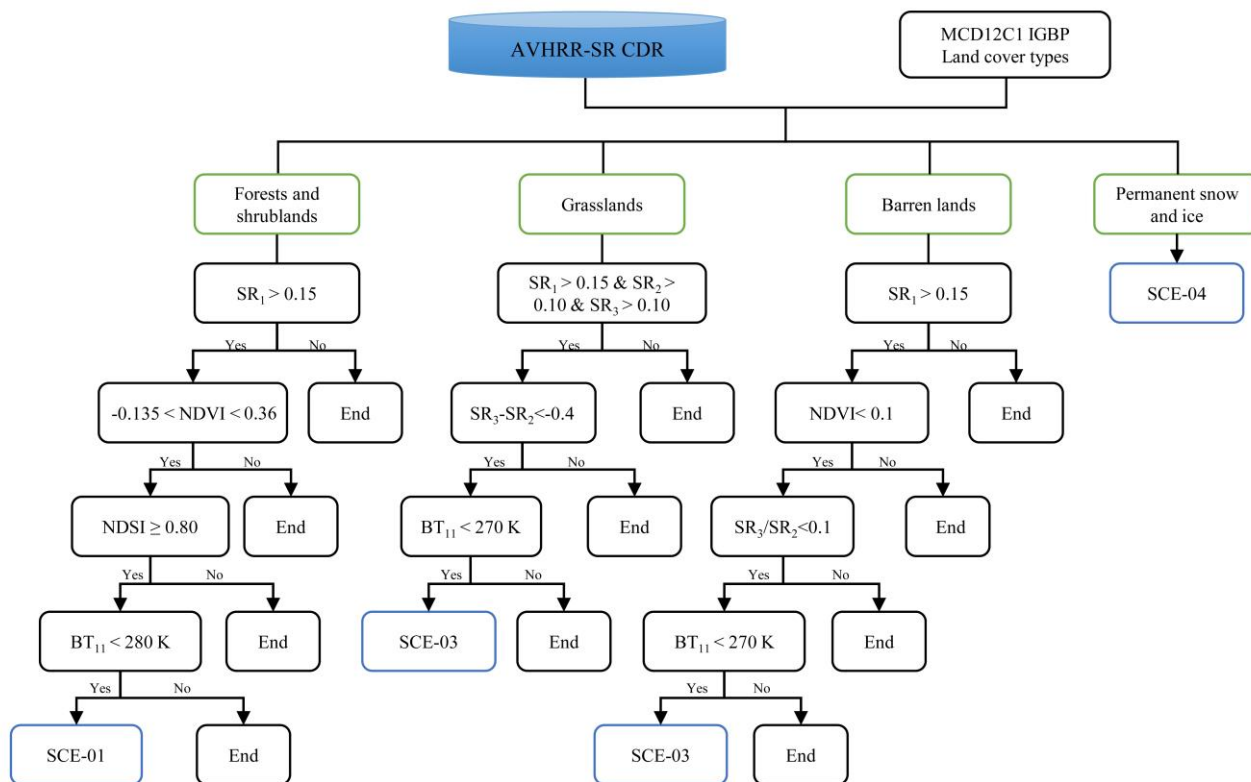 AVHRR-SR CDR
MCD12C1 IGBP
Land cover types
Forests and
shrublands
Grasslands
Barren lands
Permanent snow
and ice
SR₁ > 0.15
SR₁ > 0.15 & SR₂ >
0.10 & SR₃ > 0.10
SR₁ > 0.15
SCE-04
Yes
No
Yes
No
Yes
No
-0.135 < NDVI < 0.36
End
SR₃-SR₂<-0.4
End
NDVI< 0.1
End
Yes
No
Yes
No
Yes
No
NDSI ≥ 0.80
End
BT₁₁ < 270 K
End
SR₃/SR₂<0.1
End
Yes
No
Yes
No
Yes
No
BT₁₁ < 280 K
End
SCE-03
End
BT₁₁ < 270 K
End
Yes
No
Yes
No
SCE-01
End
SCE-03
End